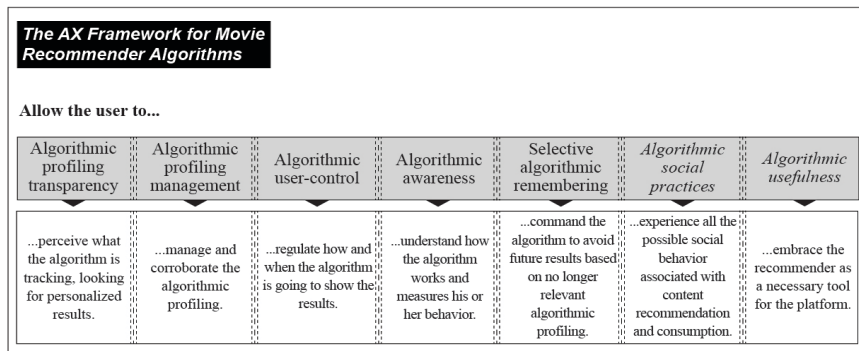 The AX Framework for Movie
Recommender Algorithms
Allow the user to...
Algorithmic
profiling
transparency
Algorithmic
profiling
management
Algorithmic
user-control
Algorithmic
awareness
Selective
algorithmic
remembering
Algorithmic
social
practices
Algorithmic
usefulness
...perceive what
the algorithm is
tracking, looking
for personalized
results.
...manage and
corroborate the
algorithmic
profiling.
...regulate how and
when the algorithm
is going to show the
results.
...understand how
the algorithm
works and
measures his or
her behavior.
...command the
algorithm to avoid
future results based
on no longer
relevant
algorithmic
profiling.
...experience all the
possible social
behavior
associated with
content
recommendation
and consumption.
...embrace the
recommender as
a necessary tool
for the platform.